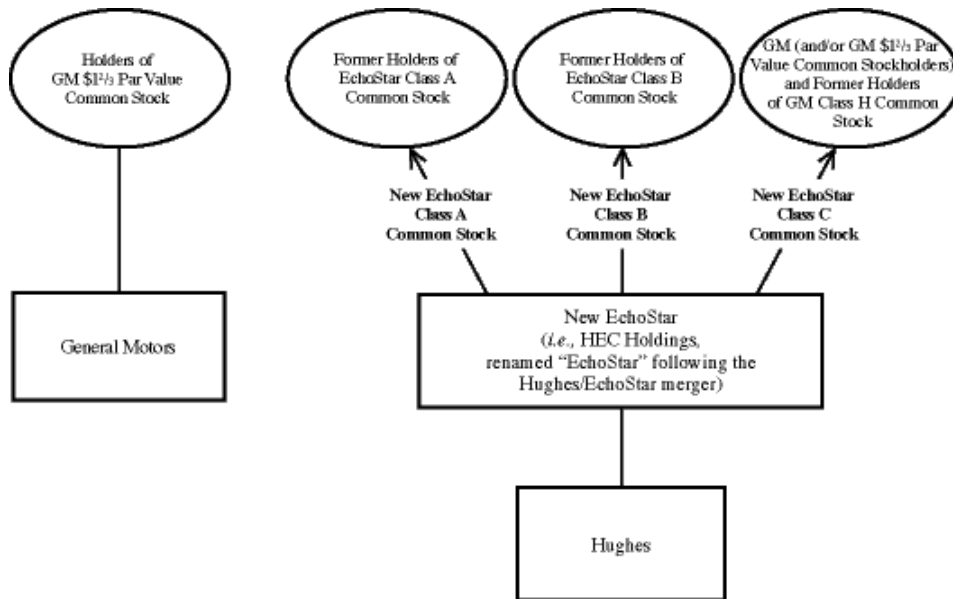 Holders of
GM $1²/³ Par Value
Common Stock
Former Holders of
EchoStar Class A
Common Stock
Former Holders of
EchoStar Class B
Common Stock
GM (and/or GM $1²/³ Par
Value Common Stockholders)
and Former Holders
of GM Class H Common
Stock
New EchoStar
Class A
Common Stock
New EchoStar
Class B
Common Stock
New EchoStar
Class C
Common Stock
General Motors
New EchoStar
(i.e., HEC Holdings,
renamed “EchoStar” following the
Hughes/EchoStar merger)
Hughes